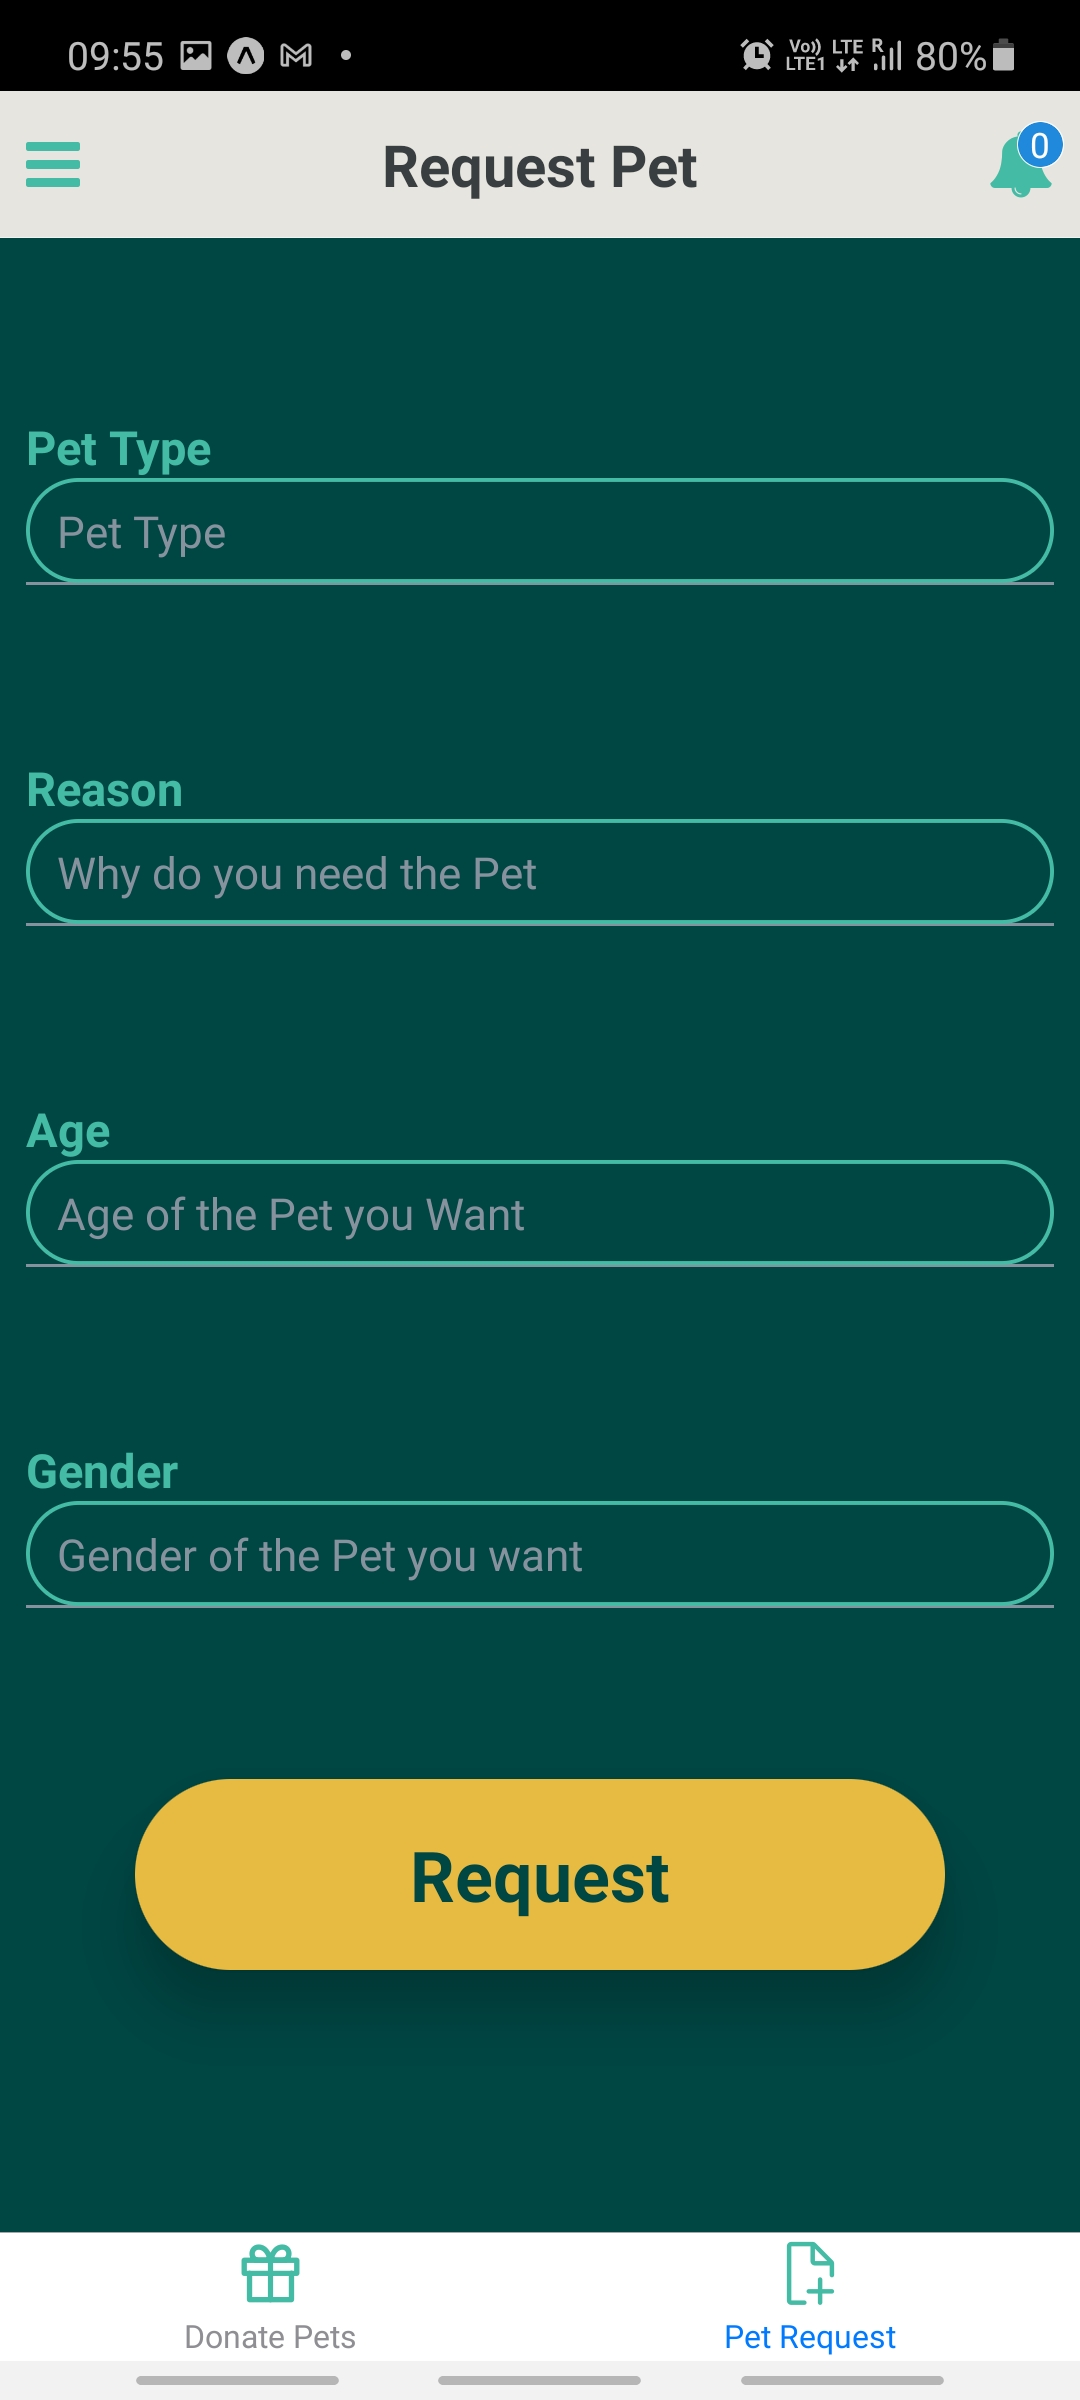 09:55 Vo)) LTE1 LTE R 80%
Request Pet 0
Pet Type
Pet Type
Reason
Why do you need the Pet
Age
Age of the Pet you Want
Gender
Gender of the Pet you want
Request
Donate Pets Pet Request